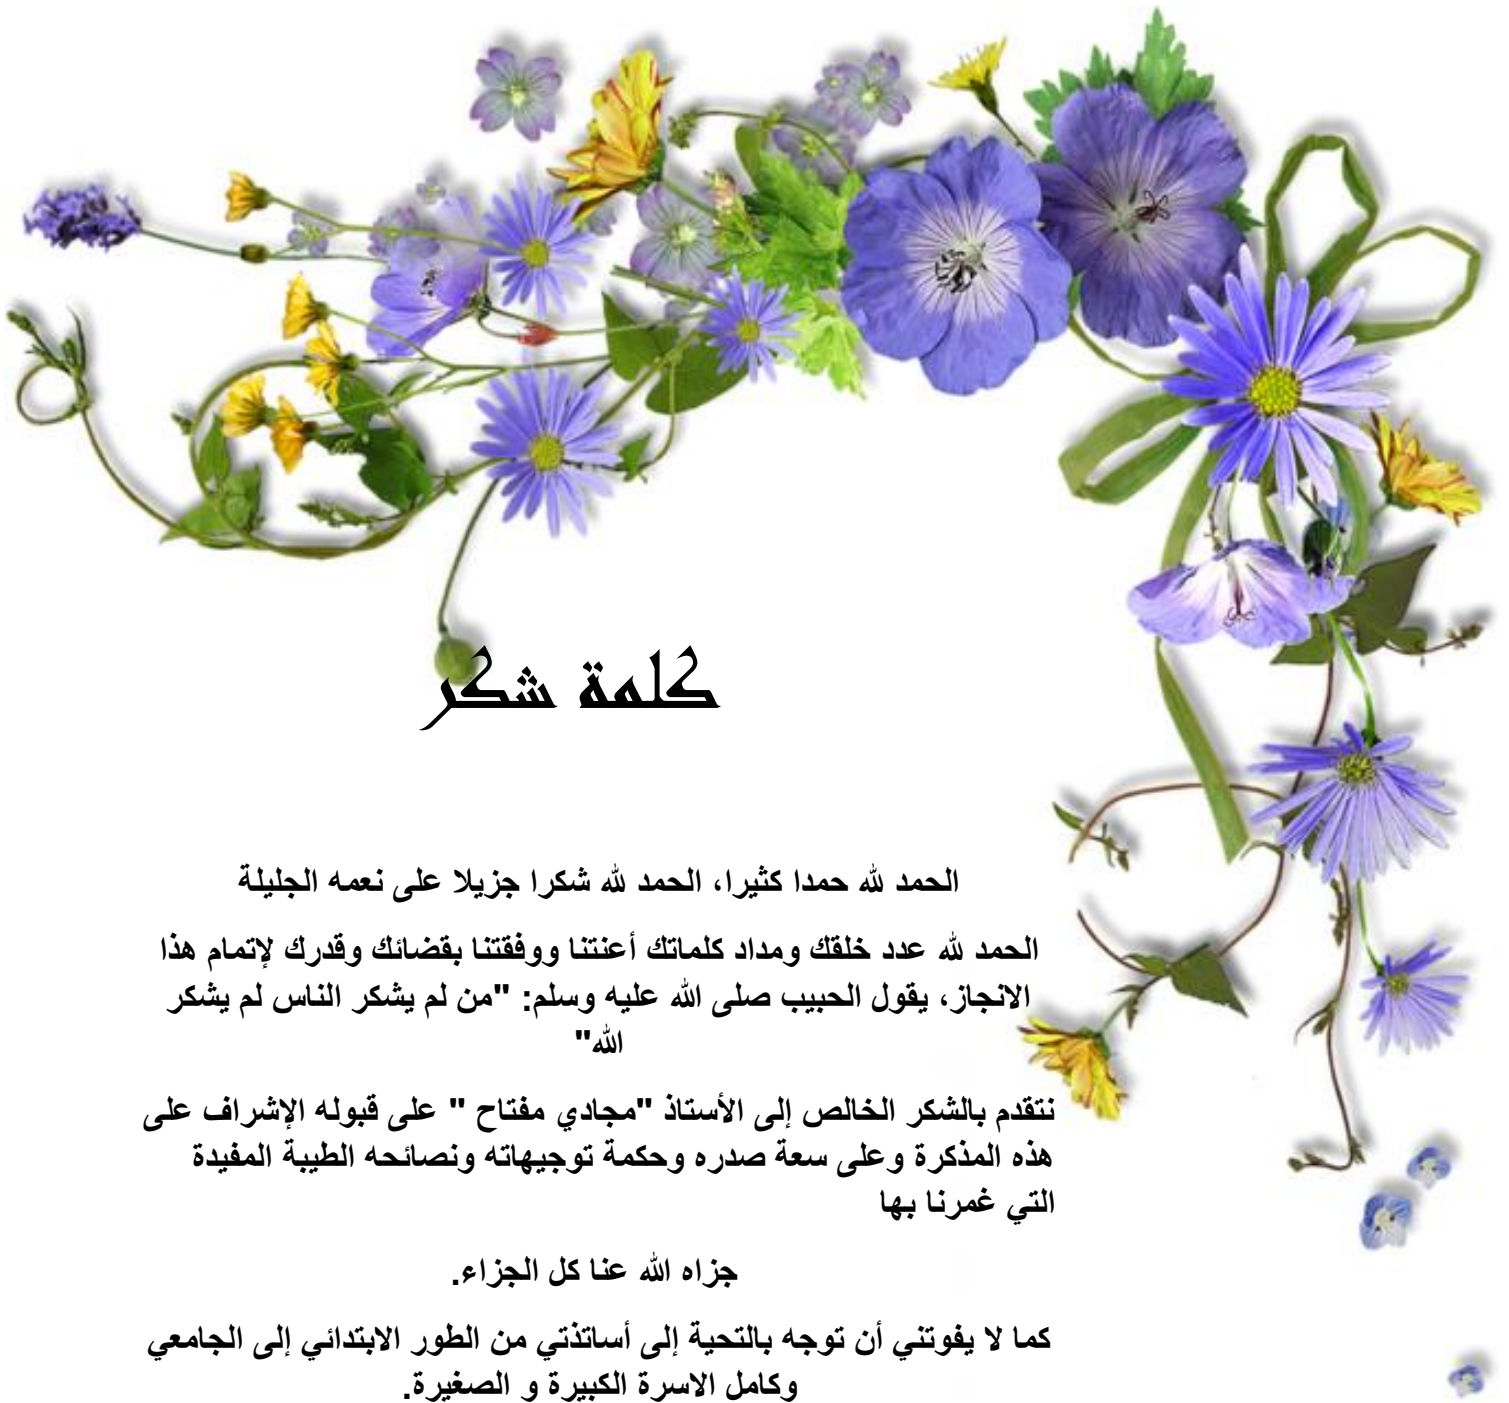 كلمة شكر
الحمد لله حمدا كثيرا، الحمد لله شكرا جزيلا على نعمه الجليلة
الحمد لله عدد خلقك ومداد كلماتك أعنتنا ووفقتنا بقضائك وقدرك لإتمام هذا
الانجاز، يقول الحبيب صلى الله عليه وسلم: "من لم يشكر الناس لم يشكر
الله"
نتقدم بالشكر الخالص إلى الأستاذ "مجادي مفتاح " على قبوله الإشراف على
هذه المذكرة وعلى سعة صدره وحكمة توجيهاته ونصائحه الطيبة المفيدة
التي غمرنا بها
جزاه الله عنا كل الجزاء.
كما لا يفوتني أن توجه بالتحية إلى أساتذتي من الطور الابتدائي إلى الجامعي
وكامل الاسرة الكبيرة و الصغيرة.